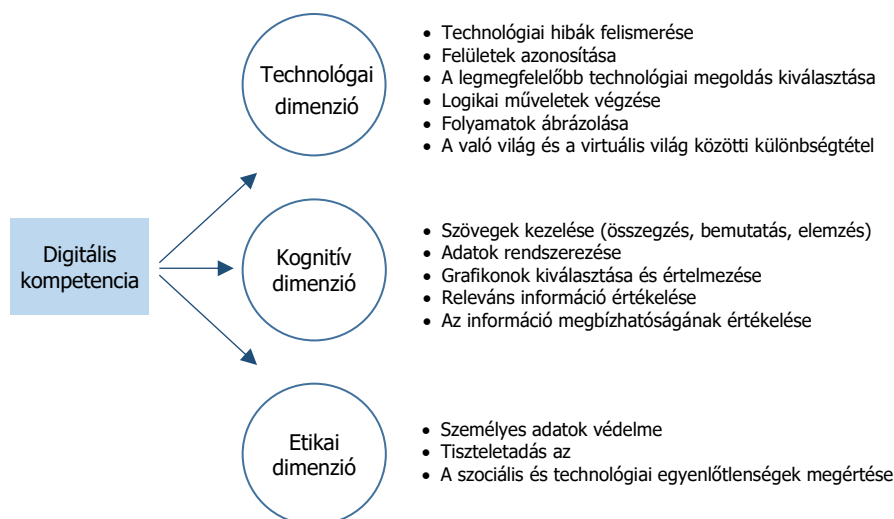 Technológai
dimenzió
• Technológiai hibák felismerése
• Felületek azonosítása
• A legmegfelelőbb technológiai megoldás kiválasztása
• Logikai műveletek végzése
• Folyamatok ábrázolása
• A való világ és a virtuális világ közötti különbségtétel
Digitális
kompetencia
Kognitív
dimenzió
• Szövegek kezelése (összegzés, bemutatás, elemzés)
• Adatok rendszerezése
• Grafikonok kiválasztása és értelmezése
• Releváns információ értékelése
• Az információ megbízhatóságának értékelése
Etikai
dimenzió
• Személyes adatok védelme
• Tiszteletadás az
• A szociális és technológiai egyenlőtlenségek megértése